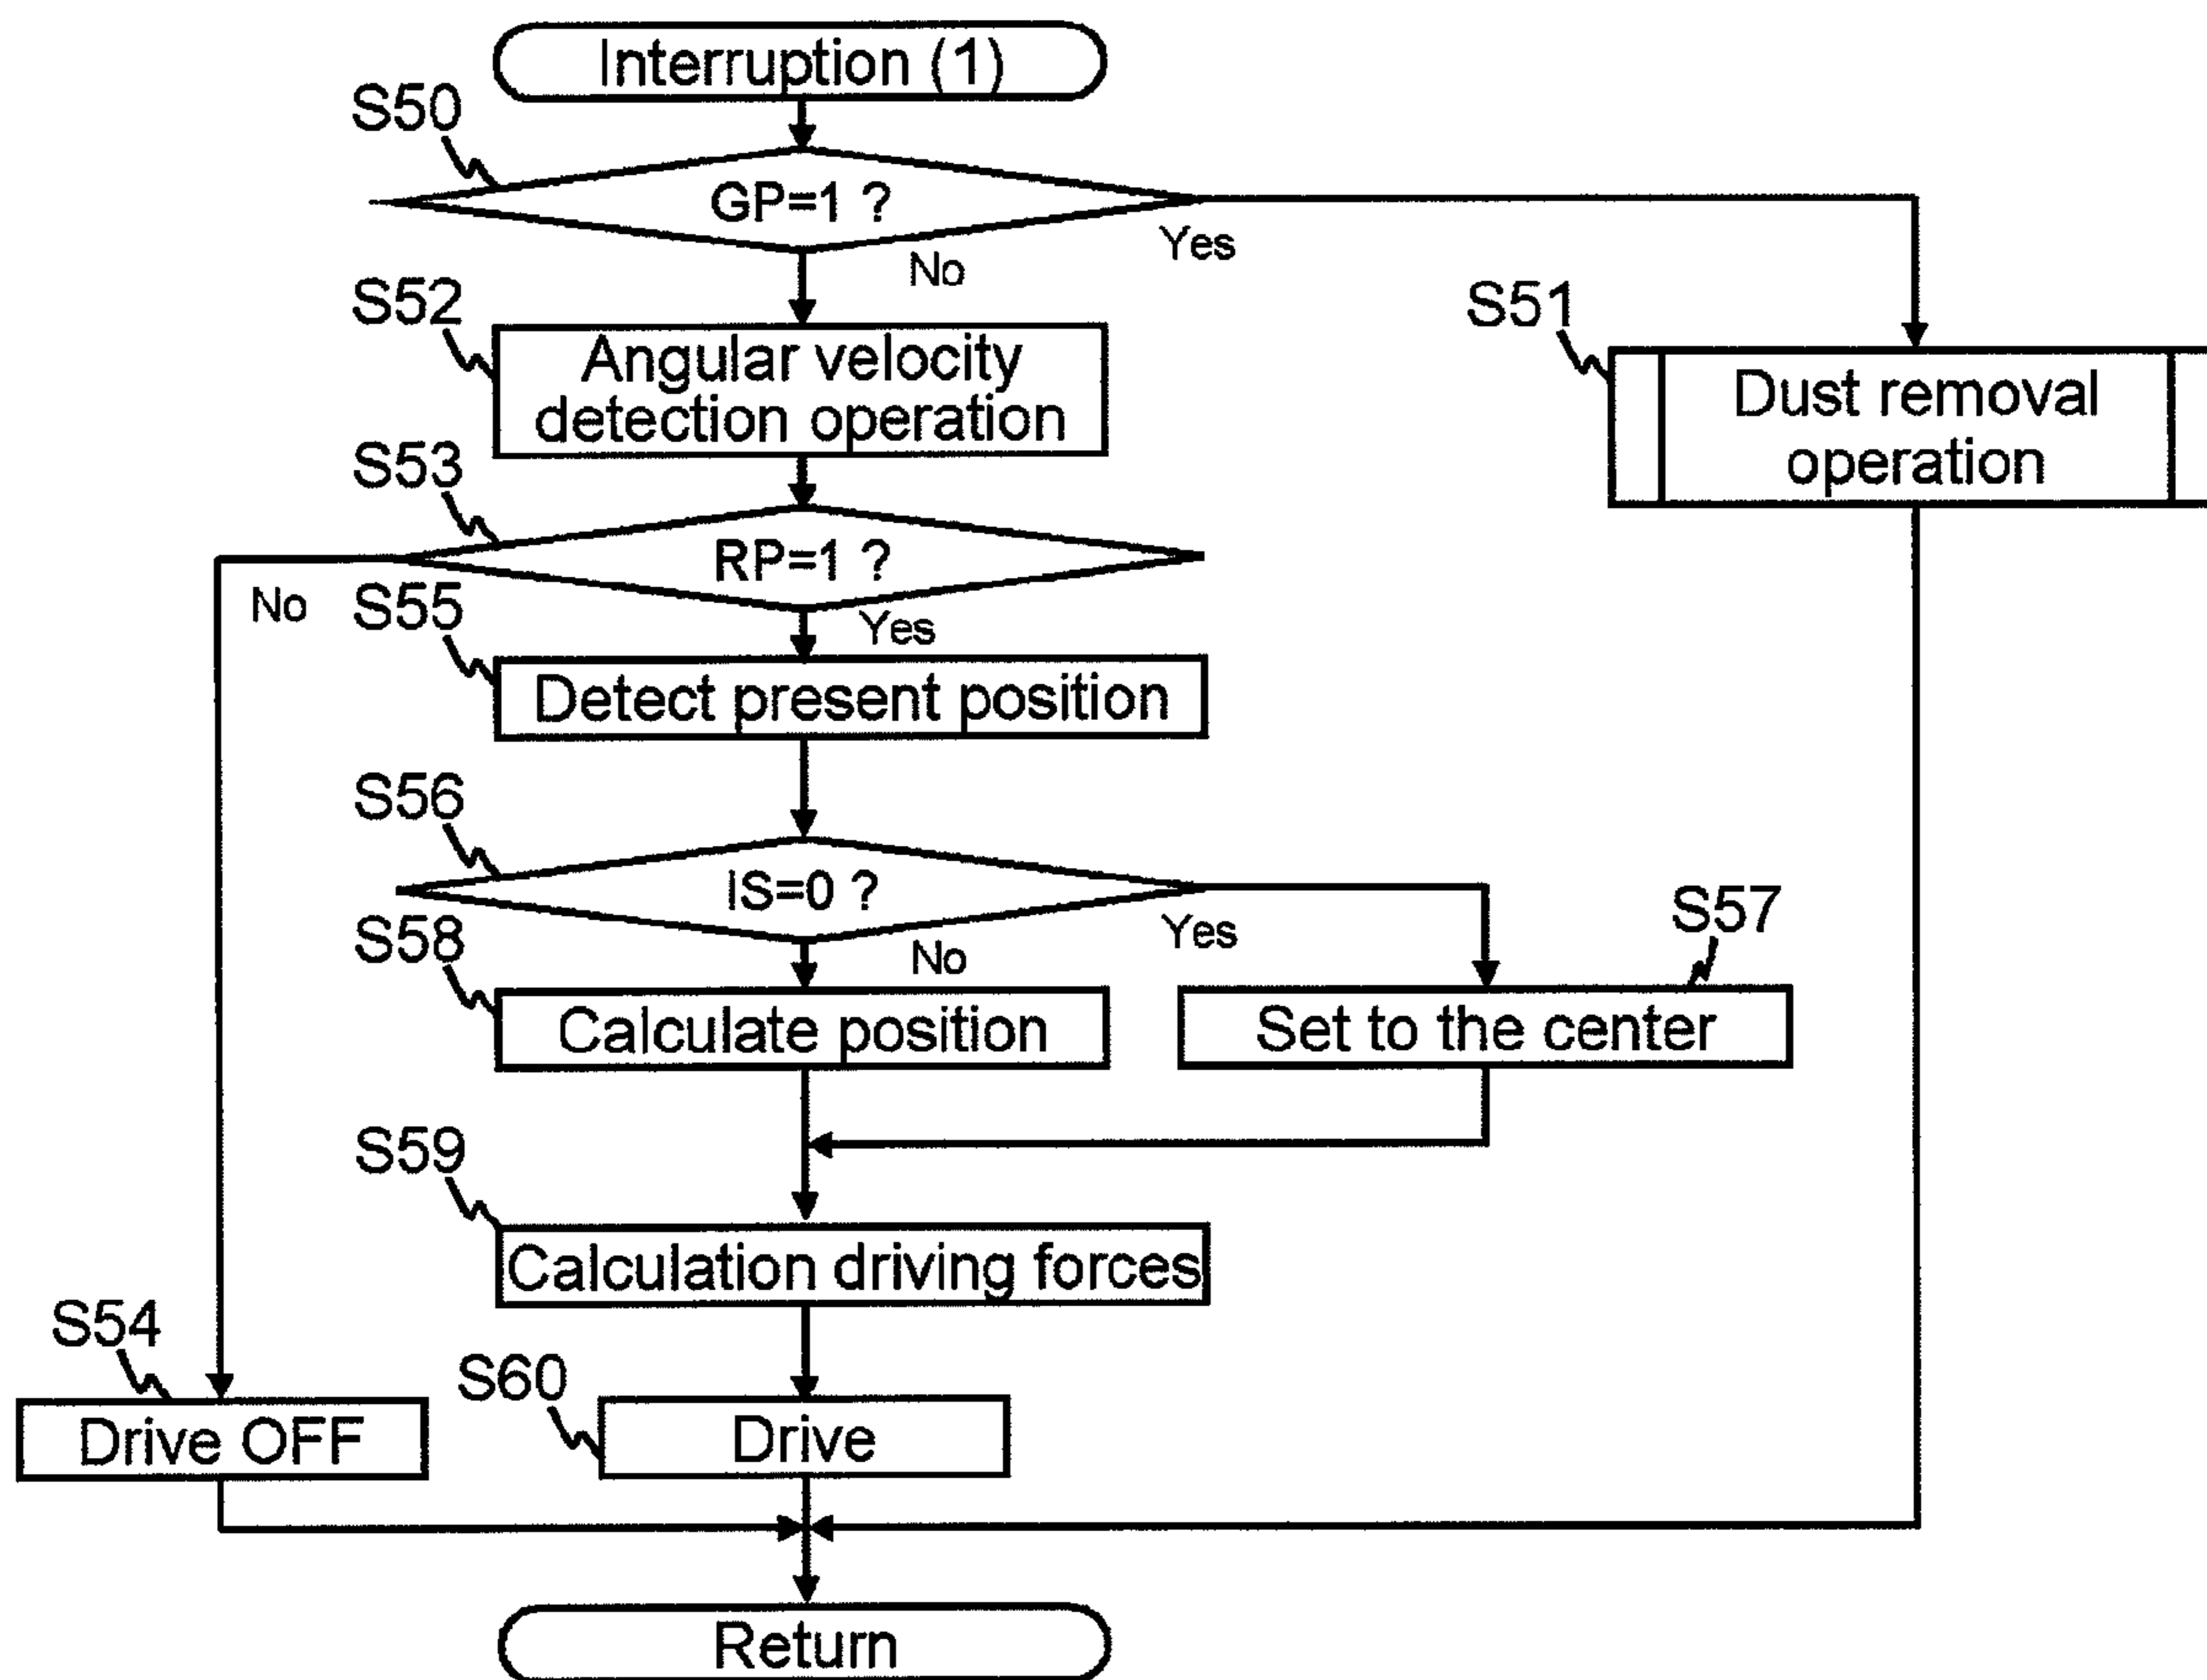 Interruption (1)
S50
GP=1 ?
Yes
No
S52
Angular velocity
detection operation
S51
Dust removal
operation
S53
RP=1 ?
No
Yes
S55
Detect present position
S56
IS=0 ?
Yes
No
S58
Calculate position
S57
Set to the center
S59
Calculation driving forces
S54
Drive OFF
S60
Drive
Return